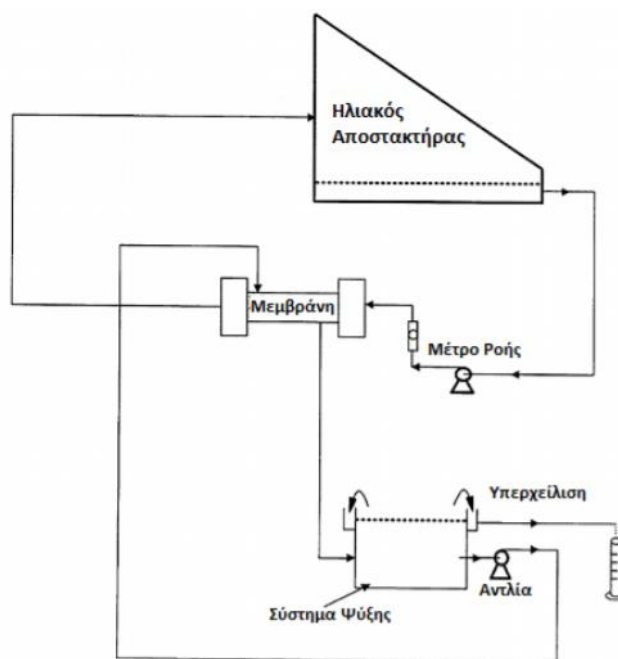 Ηλιακός
Αποστακτήρας
Μεμβράνη
Μέτρο Ροής
Υπερχείλιση
Αντλία
Σύστημα Ψύξης